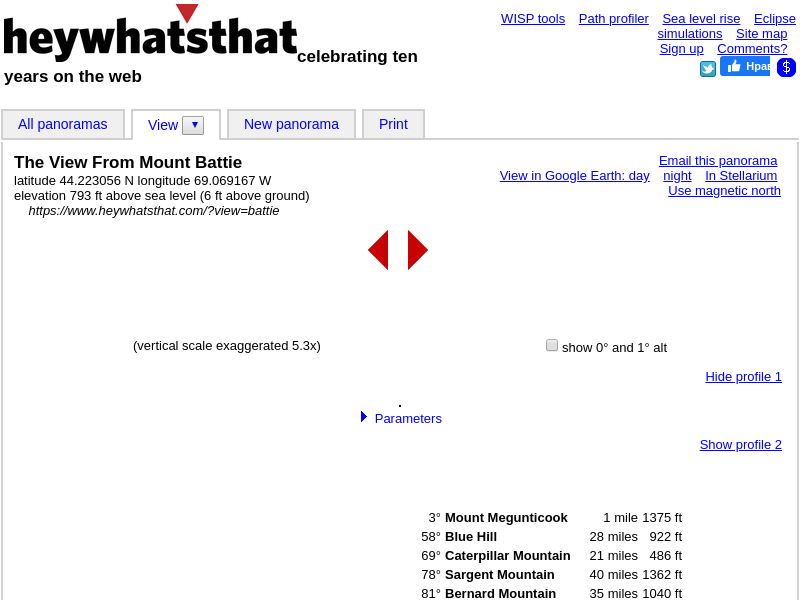 heywhatsthat celebrating ten
years on the web
WISP tools Path profiler Sea level rise Eclipse
simulations Site map
Sign up Comments?
Нрав
$
All panoramas View New panorama Print
The View From Mount Battie
latitude 44.223056 N longitude 69.069167 W
elevation 793 ft above sea level (6 ft above ground)
https://www.heywhatsthat.com/?view=battie
Email this panorama
View in Google Earth: day night In Stellarium
Use magnetic north
(vertical scale exaggerated 5.3x) show 0° and 1° alt
Hide profile 1
Parameters
Show profile 2
3° Mount Megunticook 1 mile 1375 ft
58° Blue Hill 28 miles 922 ft
69° Caterpillar Mountain 21 miles 486 ft
78° Sargent Mountain 40 miles 1362 ft
81° Bernard Mountain 35 miles 1040 ft